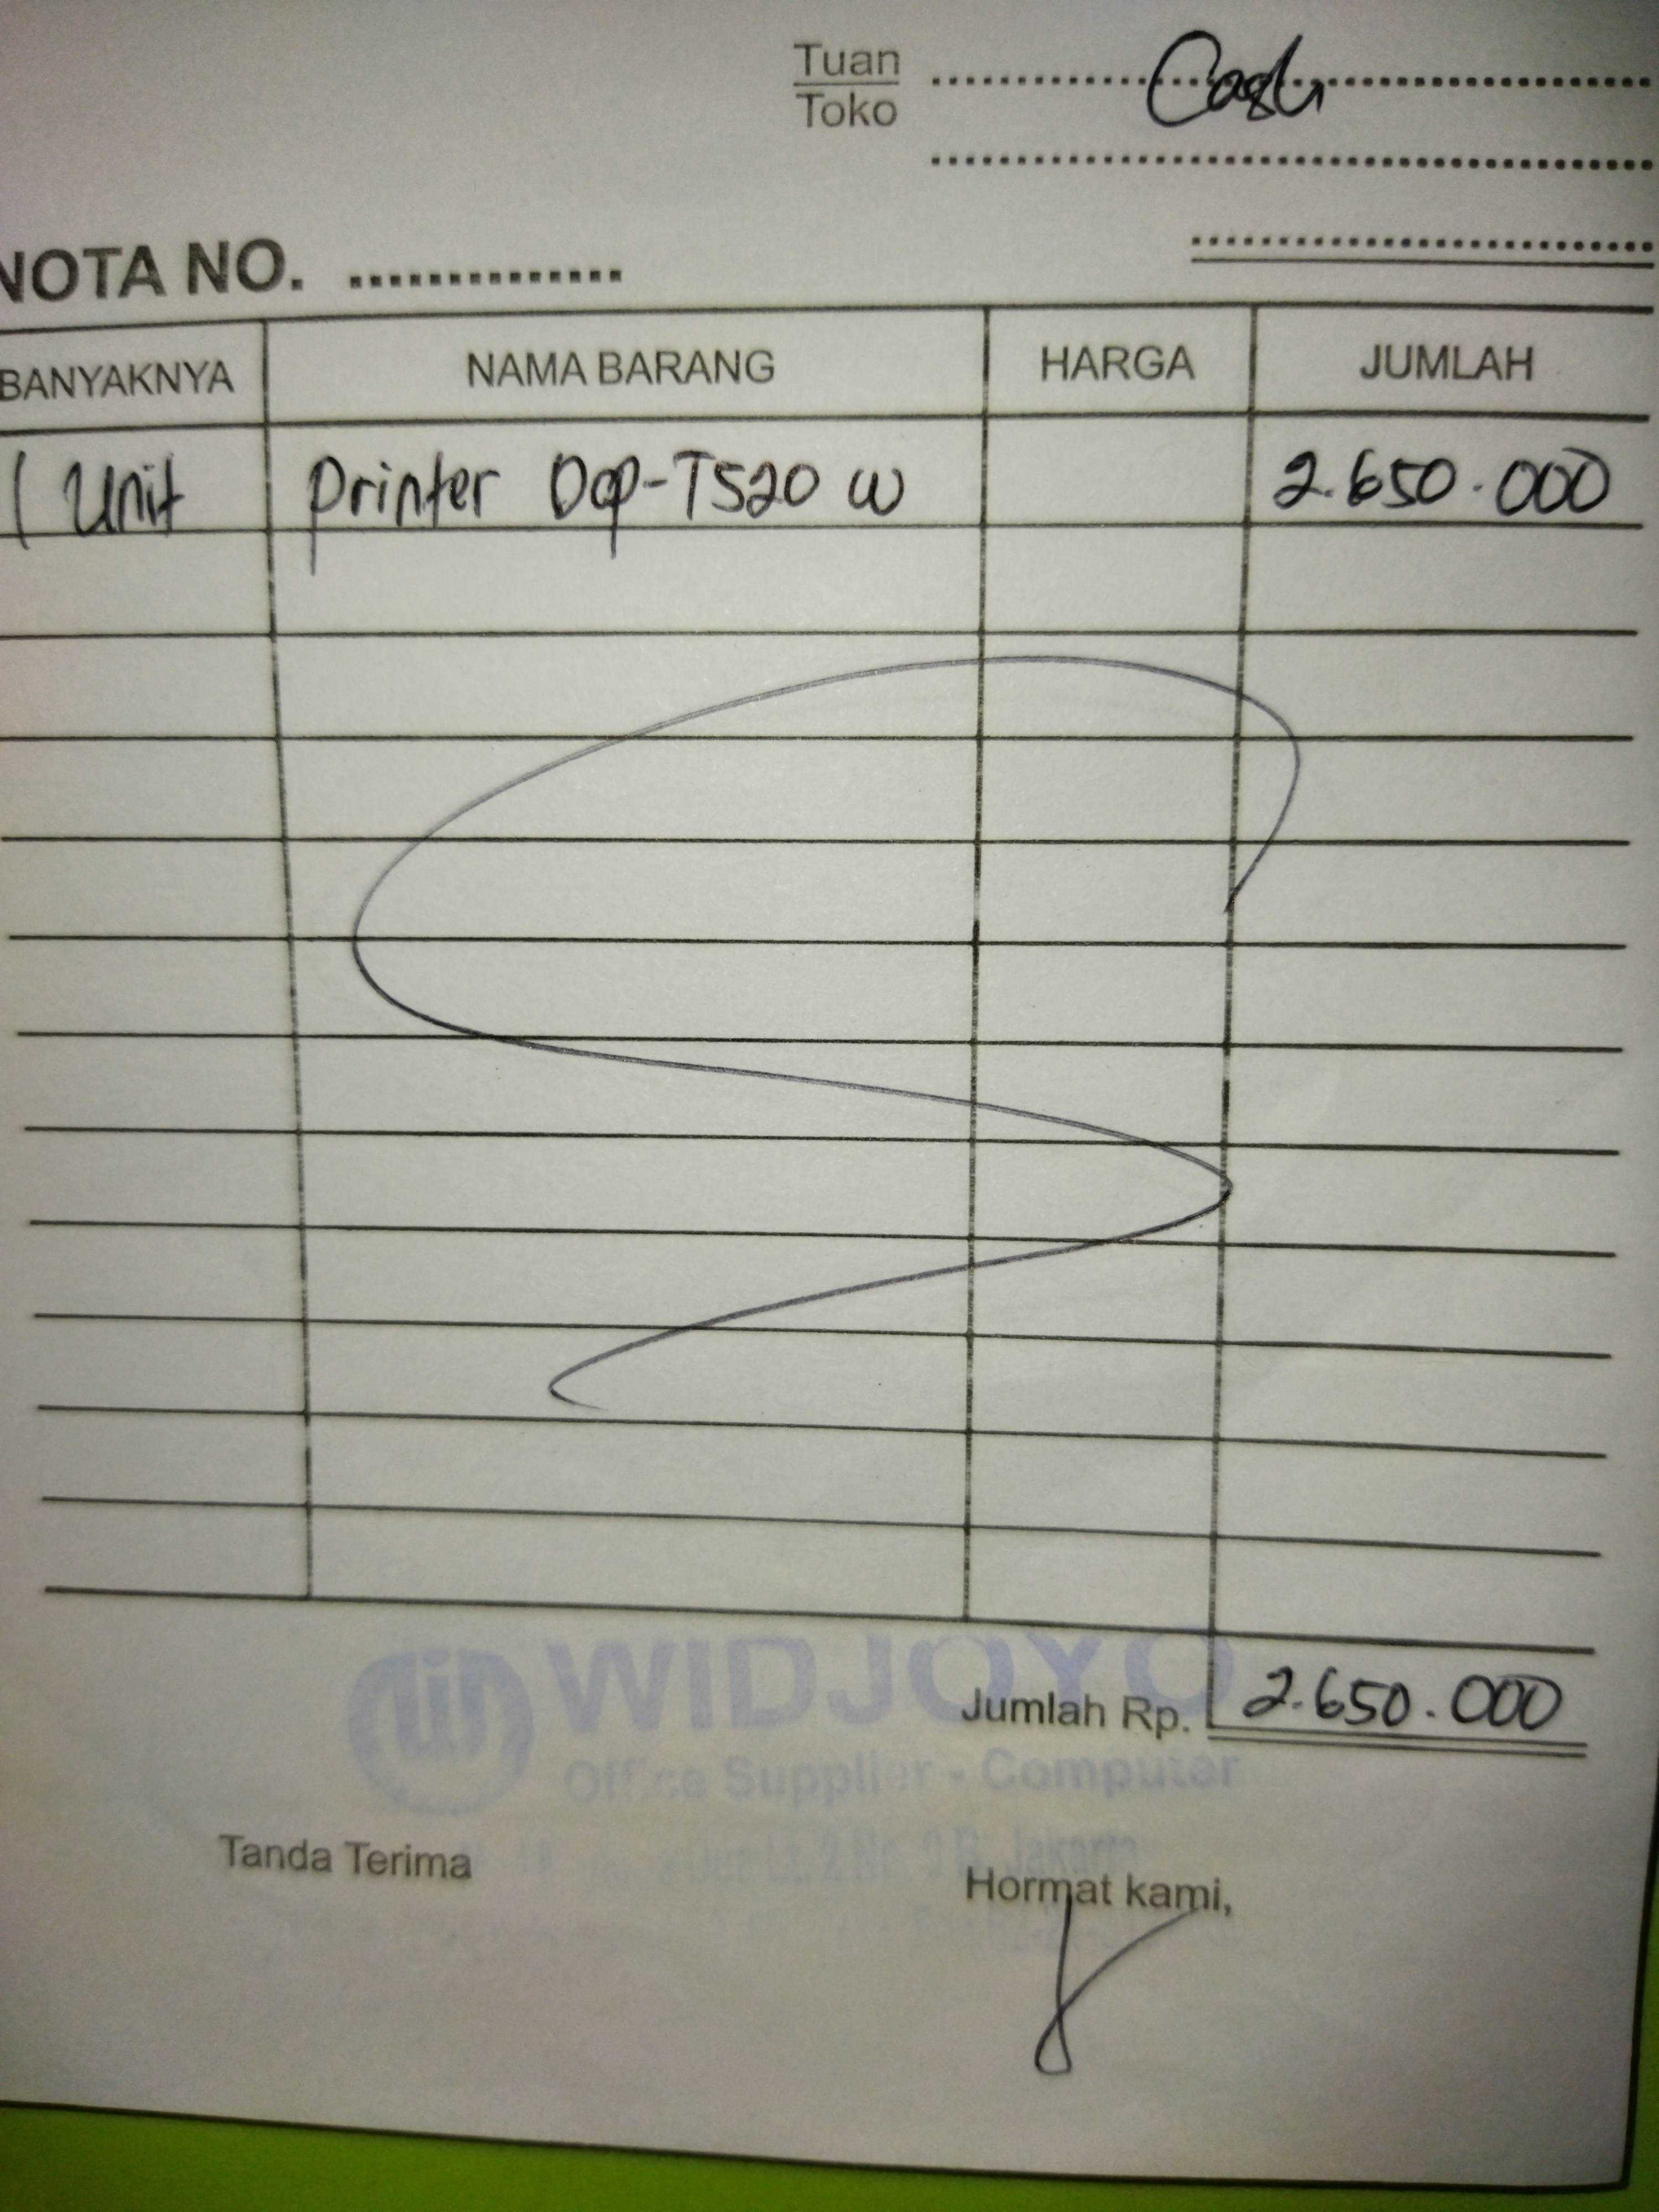 Tuan
Toko
Cash
NOTA NO. ..............
BANYAKNYA NAMA BARANG HARGA JUMLAH
1 Unit Printer Dcp-T520 W 2.650.000
WIDJOYO
Jumlah Rp. 2.650.000
Office Supplier - Computer
Jakarta
Tanda Terima
Hormat kami,